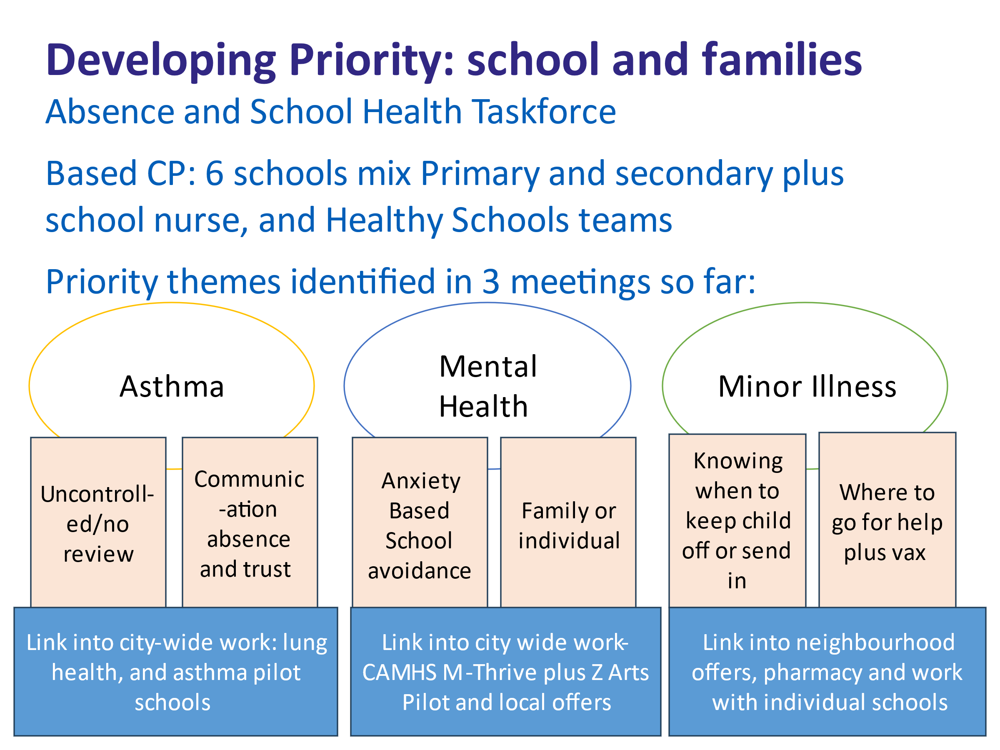 Developing Priority: school and families
Absence and School Health Taskforce
Based CP: 6 schools mix Primary and secondary plus
school nurse, and Healthy Schools teams
Priority themes identified in 3 meetings so far:
Asthma
Uncontroll-
ed/no
review
Communic
-ation
absence
and trust
Link into city-wide work: lung
health, and asthma pilot
schools
Mental
Health
Anxiety
Based
School
avoidance
Family or
individual
Link into city wide work-
CAMHS M-Thrive plus Z Arts
Pilot and local offers
Minor Illness
Knowing
when to
keep child
off or send
in
Where to
go for help
plus vax
Link into neighbourhood
offers, pharmacy and work
with individual schools